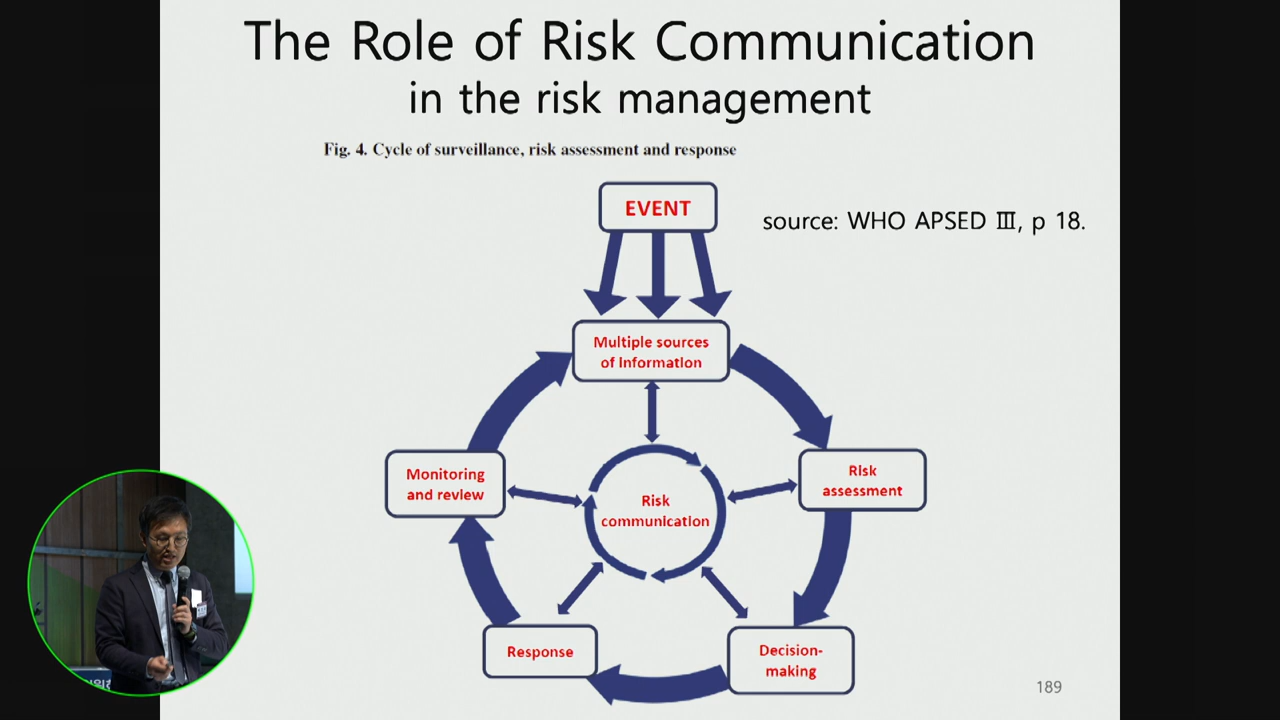 The Role of Risk Communication
in the risk management
Fig. 4. Cycle of surveillance, risk assessment and response
EVENT
source: WHO APSED Ⅲ, p 18.
Multiple sources
of information
Risk
assessment
Monitoring
and review
Risk
communication
Response
Decision-
making
189